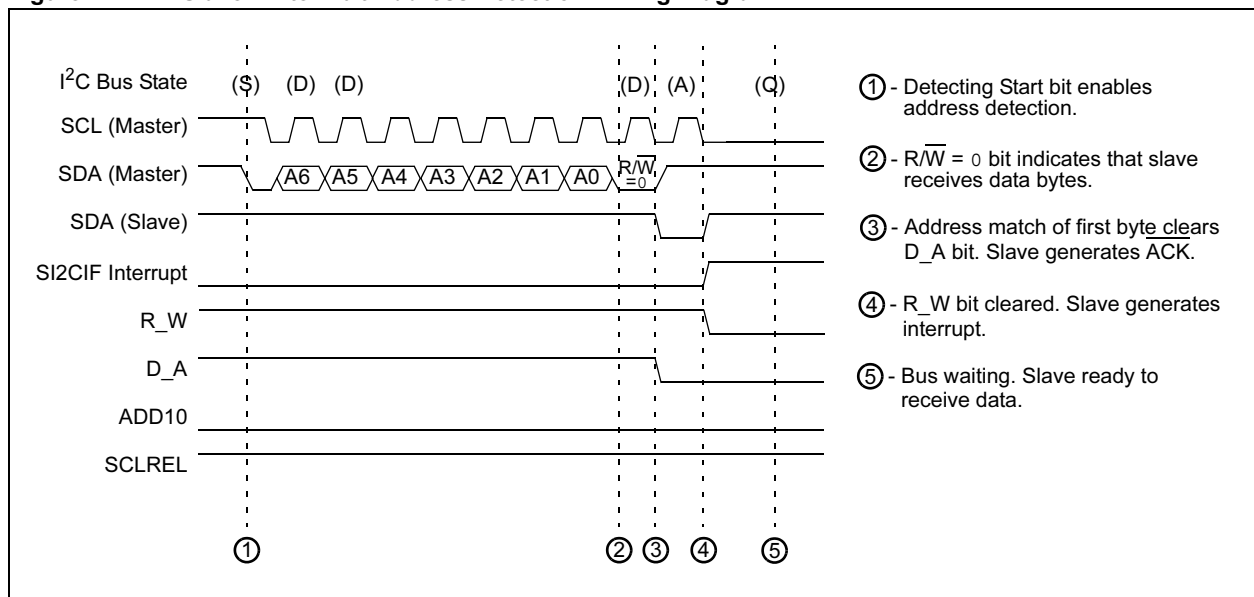 I2C Bus State (S) (D) (D) (D) (A) (Q)
SCL (Master)
SDA (Master) A6 A5 A4 A3 A2 A1 A0 R/W
=0
SDA (Slave)
SI2CIF Interrupt
R_W
D_A
ADD10
SCLREL
1 2 3 4 5
1 - Detecting Start bit enables
address detection.
2 - R/W = 0 bit indicates that slave
receives data bytes.
3 - Address match of first byte clears
D_A bit. Slave generates ACK.
4 - R_W bit cleared. Slave generates
interrupt.
5 - Bus waiting. Slave ready to
receive data.